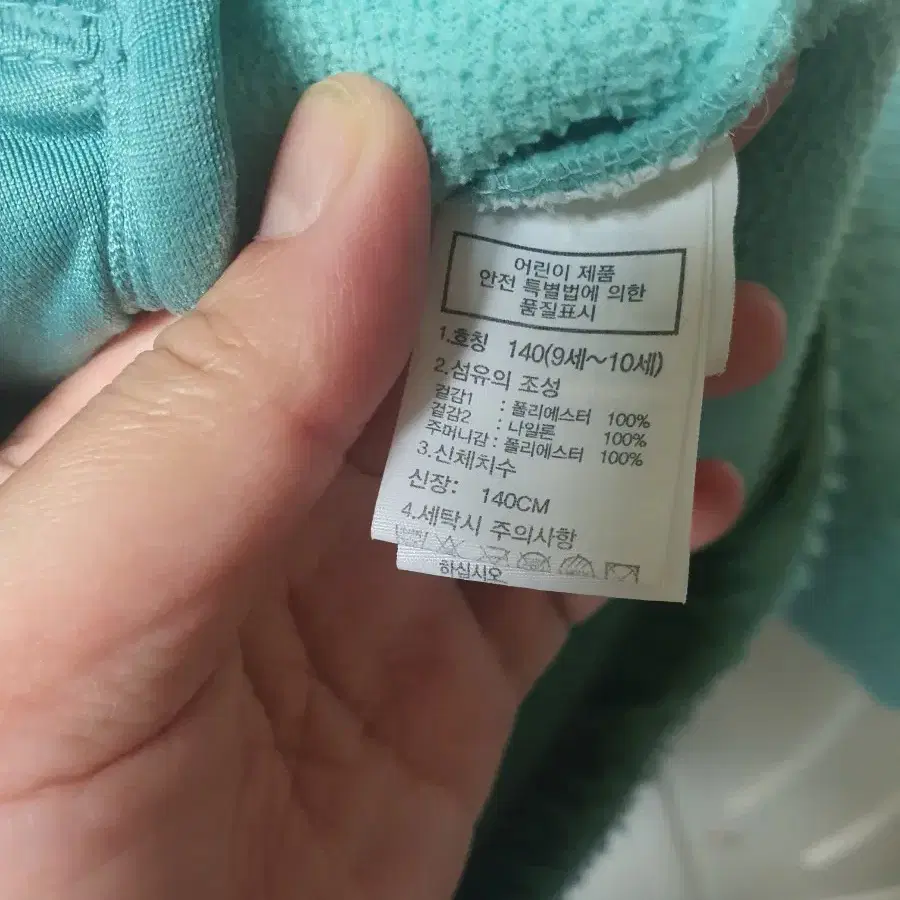 어린이 제품
안전 특별법에 의한
품질표시
1.호칭 140(9세~10세)
2.섬유의 조성
겉감1 : 폴리에스터 100%
겉감2 : 나일론 100%
주머니감 : 폴리에스터 100%
3.신체치수
신장: 140CM
4.세탁시 주의사항
하십시오